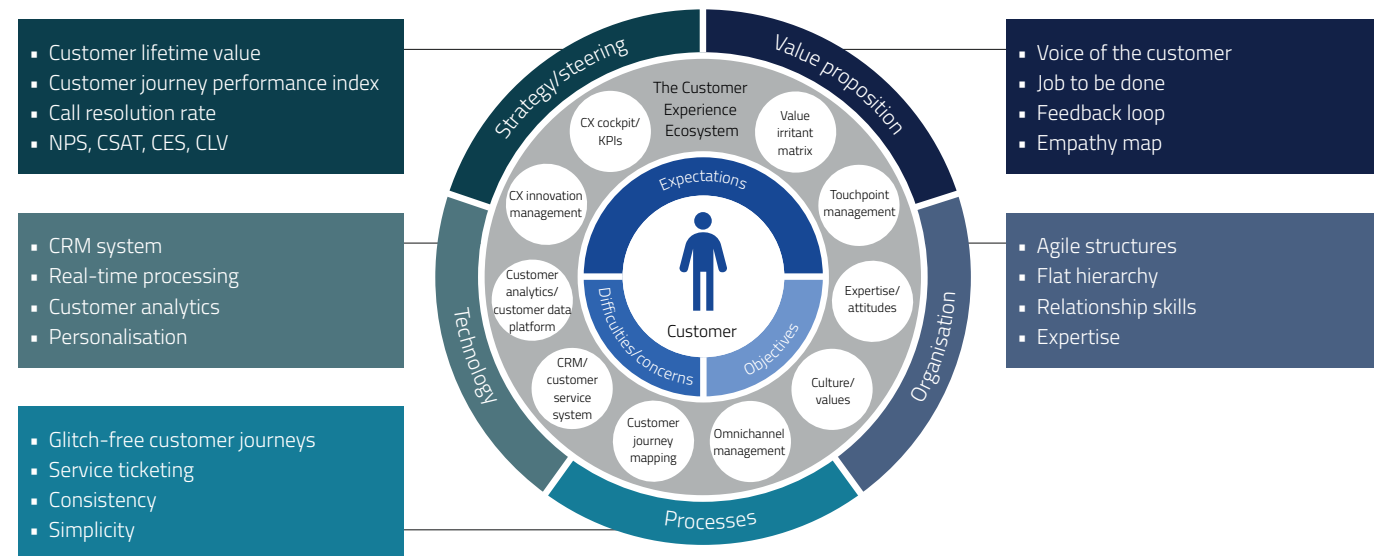 ▪ Customer lifetime value
▪ Customer journey performance index
▪ Call resolution rate
▪ NPS, CSAT, CES, CLV
▪ CRM system
▪ Real-time processing
▪ Customer analytics
▪ Personalisation
▪ Glitch-free customer journeys
▪ Service ticketing
▪ Consistency
▪ Simplicity
Strategy/steering
Value proposition
Organisation
Processes
Technology
The Customer
Experience
Ecosystem
Value
irritant
matrix
Touchpoint
management
Expertise/
attitudes
Culture/
values
Omnichannel
management
Customer
journey
mapping
CRM/
customer
service
system
Customer
analytics/
customer data
platform
CX innovation
management
CX cockpit/
KPIs
Expectations
Objectives
Difficulties/concerns
Customer
▪ Voice of the customer
▪ Job to be done
▪ Feedback loop
▪ Empathy map
▪ Agile structures
▪ Flat hierarchy
▪ Relationship skills
▪ Expertise